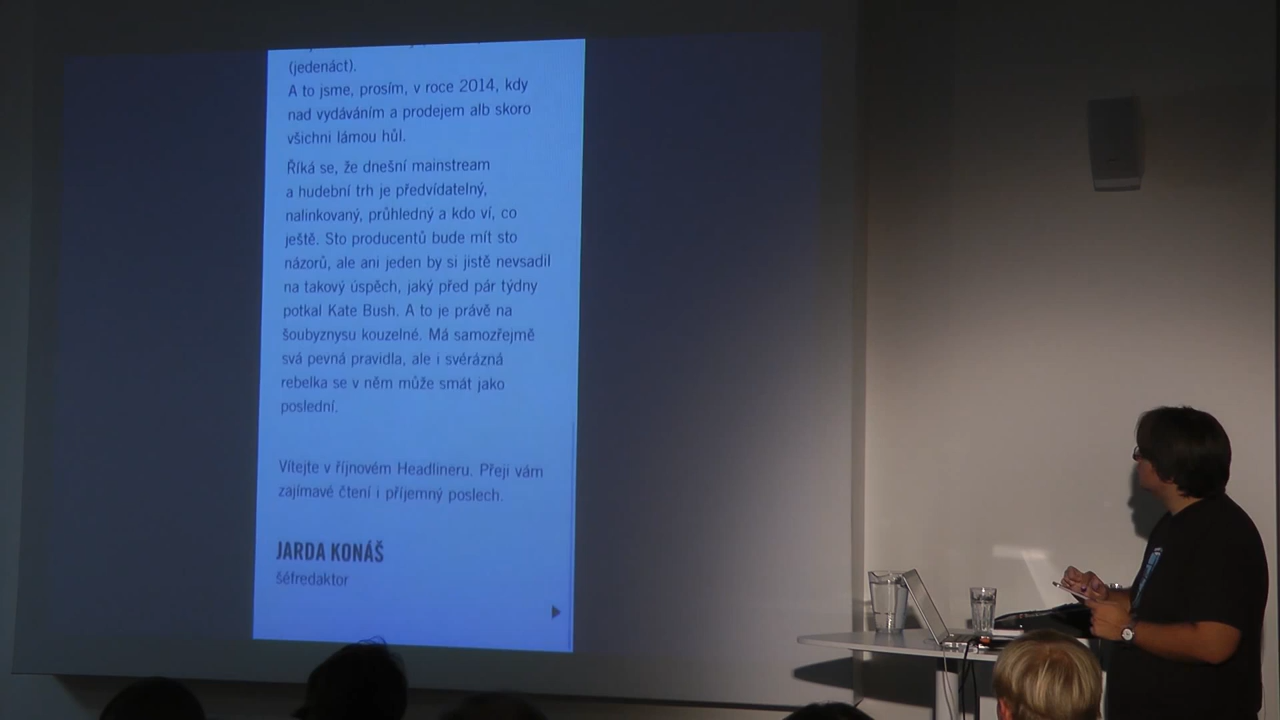 (jedenáct).
A to jsme, prosím, v roce 2014, kdy
nad vydáváním a prodejem alb skoro
všichni lámou hůl.
Říká se, že dnešní mainstream
a hudební trh je předvídatelný,
nalinkovaný, průhledný a kdo ví, co
ještě. Sto producentů bude mít sto
názorů, ale ani jeden by si jistě nevsadil
na takový úspěch, jaký před pár týdny
potkal Kate Bush. A to je právě na
šoubyznysu kouzelné. Má samozřejmě
svá pevná pravidla, ale i svérázná
rebelka se v něm může smát jako
poslední.
Vítejte v říjnovém Headlineru. Přeji vám
zajímavé čtení i příjemný poslech.
JARDA KONÁŠ
šéfredaktor